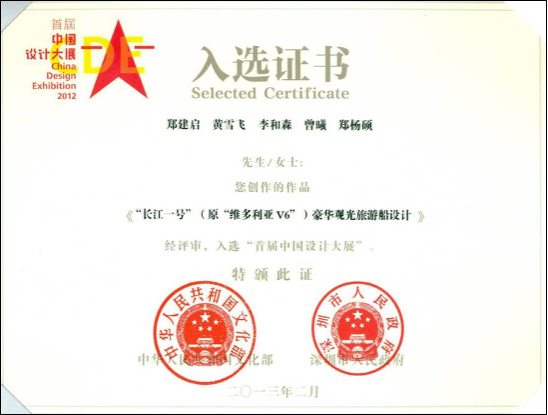 首届
中国
设计大展
China
Design
Exhibition
2012
CDE
入选证书
Selected Certificate
郑建启 黄雪飞 李和森 曾曦 郑杨硕
先生/女士:
您创作的作品
《“长江一号”(原“维多利亚V6”)豪华观光旅游船设计》
经评审,入选“首届中国设计大展”。
特颁此证
中华人民共和国文化部
深圳市人民政府
中华人民共和国文化部 深圳市人民政府
二〇一三年二月